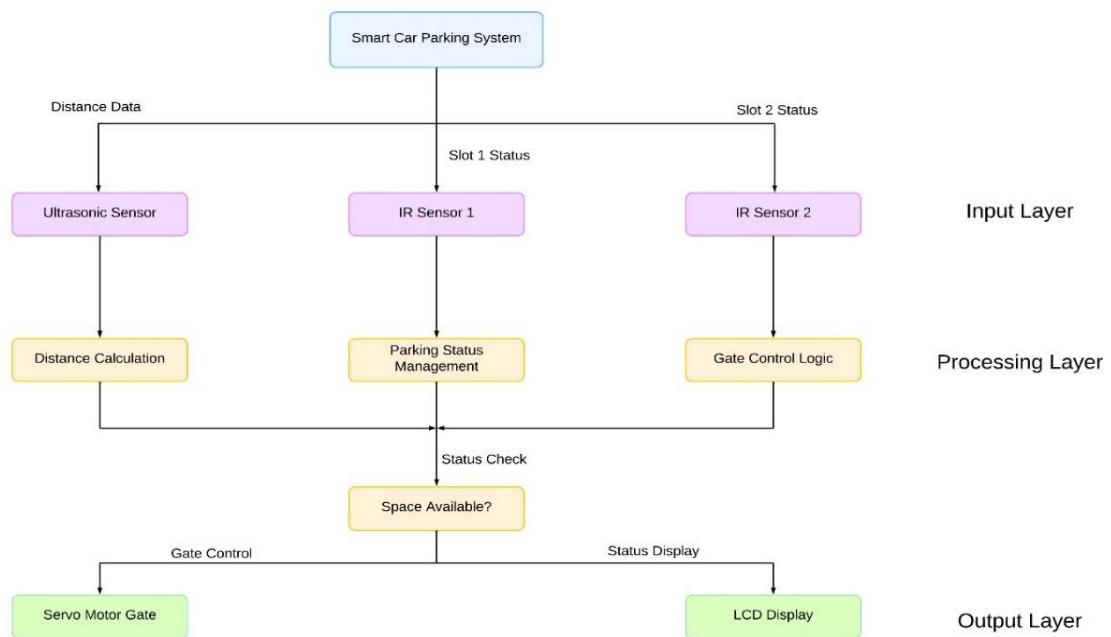 Smart Car Parking System
Distance Data
Slot 2 Status
Slot 1 Status
Ultrasonic Sensor
IR Sensor 1
IR Sensor 2
Input Layer
Distance Calculation
Parking Status
Management
Gate Control Logic
Processing Layer
Status Check
Space Available?
Gate Control
Status Display
Servo Motor Gate
LCD Display
Output Layer